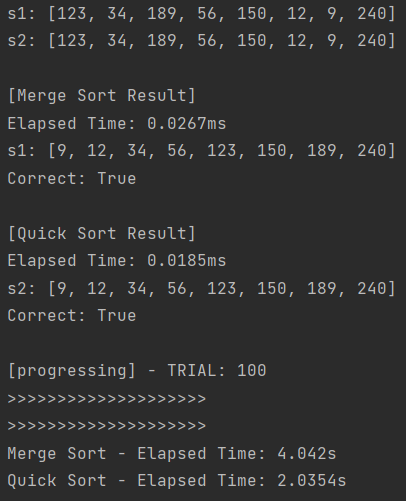 s1: [123, 34, 189, 56, 150, 12, 9, 240]
s2: [123, 34, 189, 56, 150, 12, 9, 240]
[Merge Sort Result]
Elapsed Time: 0.0267ms
s1: [9, 12, 34, 56, 123, 150, 189, 240]
Correct: True
[Quick Sort Result]
Elapsed Time: 0.0185ms
s2: [9, 12, 34, 56, 123, 150, 189, 240]
Correct: True
[progressing] - TRIAL: 100
>>>>>>>>>>>>>>>>>>>>
>>>>>>>>>>>>>>>>>>>>
Merge Sort - Elapsed Time: 4.042s
Quick Sort - Elapsed Time: 2.0354s